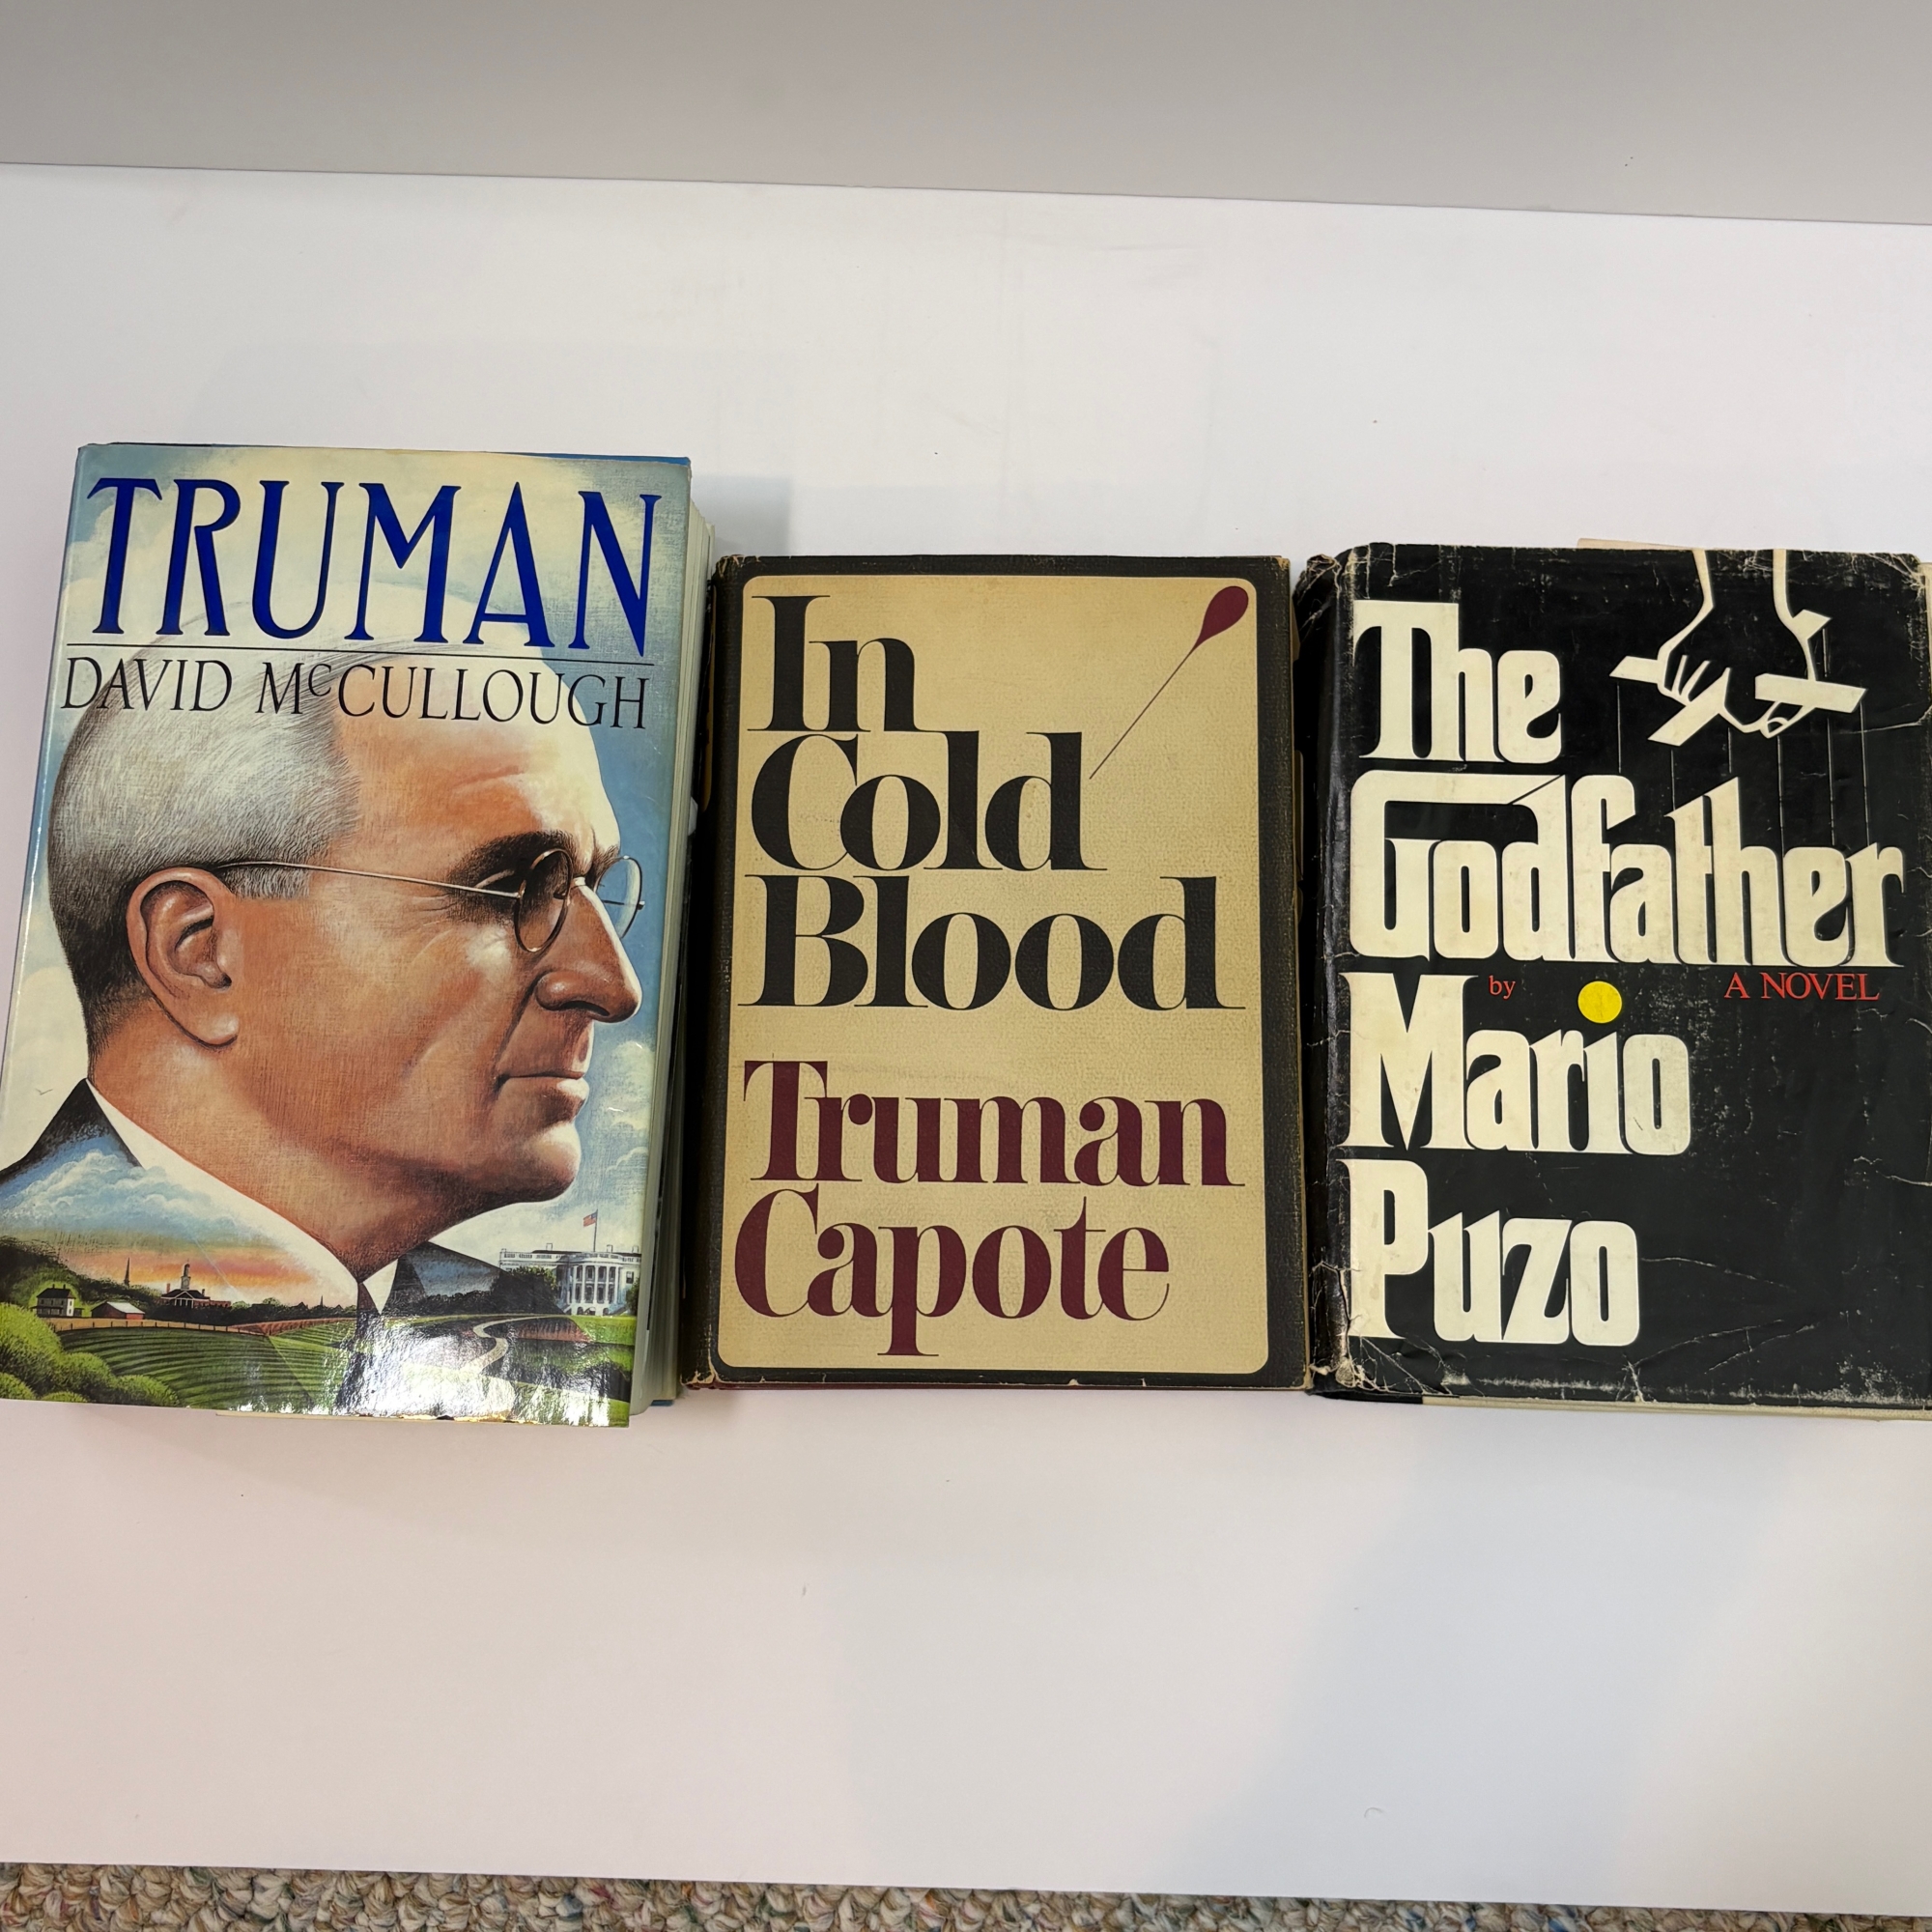 TRUMAN
DAVID McCULLOUGH
In
Cold
Blood
Truman
Capote
The
Godfather
by
A NOVEL
Mario
Puzo